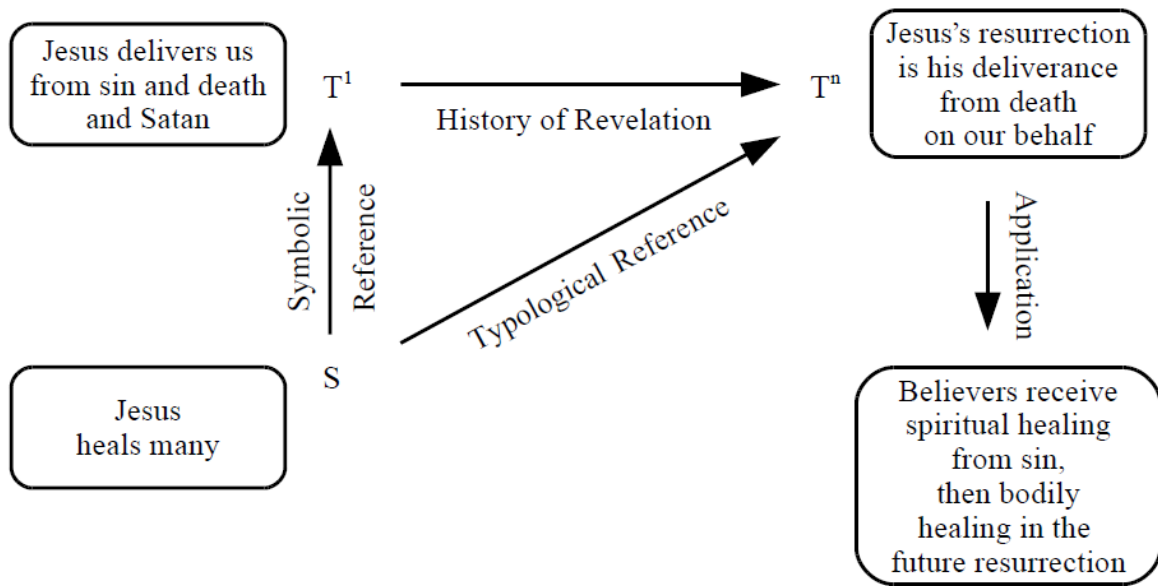 Jesus delivers us
from sin and death
and Satan
T¹
History of Revelation
Tⁿ
Jesus’s resurrection
is his deliverance
from death
on our behalf
Symbolic
Reference
Typological Reference
Application
S
Jesus
heals many
Believers receive
spiritual healing
from sin,
then bodily
healing in the
future resurrection